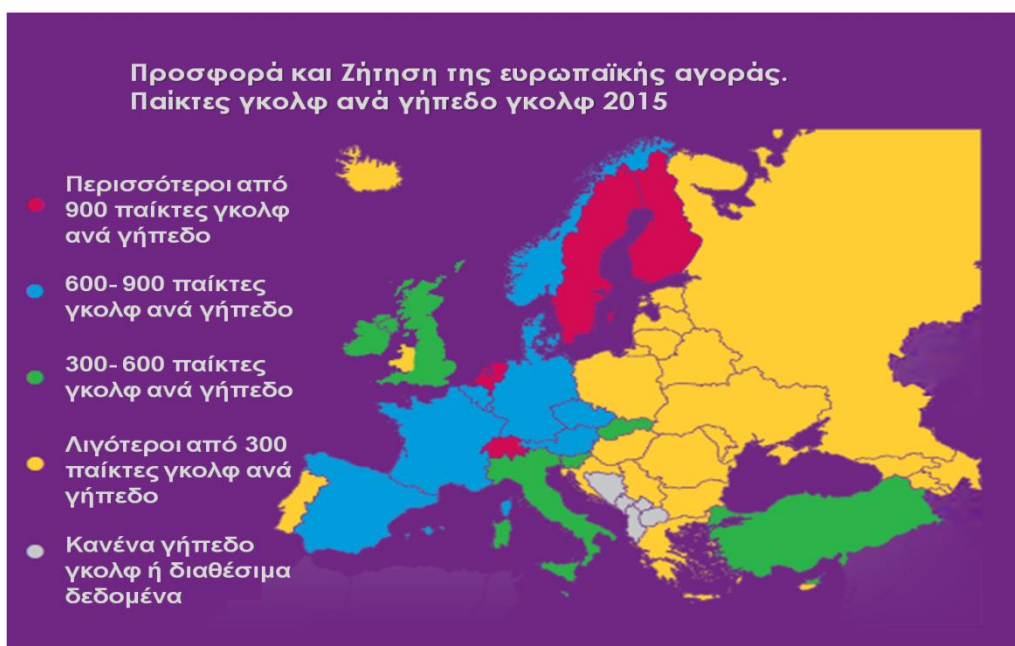 Προσφορά και Ζήτηση της ευρωπαϊκής αγοράς.
Παίκτες γκολφ ανά γήπεδο γκολφ 2015
Περισσότεροι από
900 παίκτες γκολφ
ανά γήπεδο
600- 900 παίκτες
γκολφ ανά γήπεδο
300- 600 παίκτες
γκολφ ανά γήπεδο
Λιγότεροι από 300
παίκτες γκολφ ανά
γήπεδο
Κανένα γήπεδο
γκολφ ή διαθέσιμα
δεδομένα